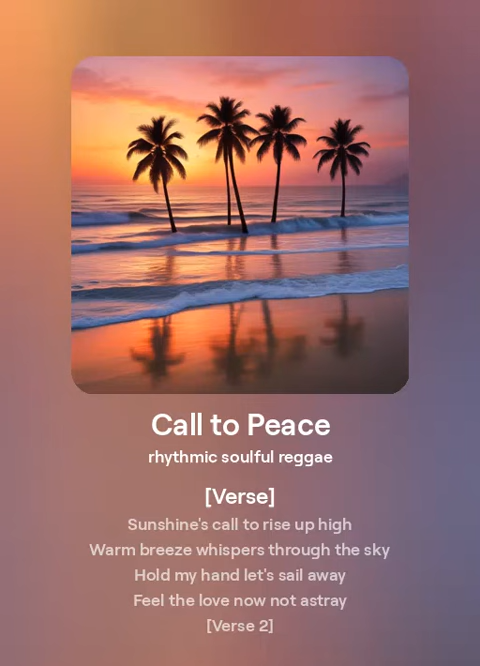 Call to Peace
rhythmic soulful reggae
[Verse]
Sunshine's call to rise up high
Warm breeze whispers through the sky
Hold my hand let's sail away
Feel the love now not astray
[Verse 2]